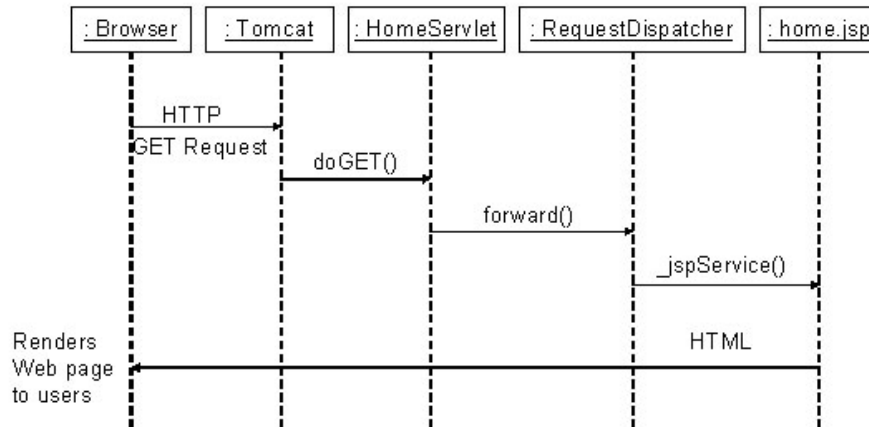 : Browser
: Tomcat
: HomeServlet
: RequestDispatcher
: home.jsp
HTTP
GET Request
doGET()
forward()
_jspService()
HTML
Renders
Web page
to users